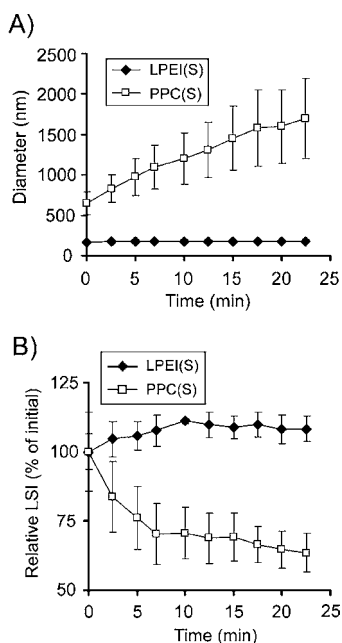 A)
LPEI(S)
PPC(S)
Diameter (nm)
2500
2000
1500
1000
500
0
0 5 10 15 20 25
Time (min)
B)
LPEI(S)
PPC(S)
Relative LSI (% of initial)
125
100
75
50
0 5 10 15 20 25
Time (min)